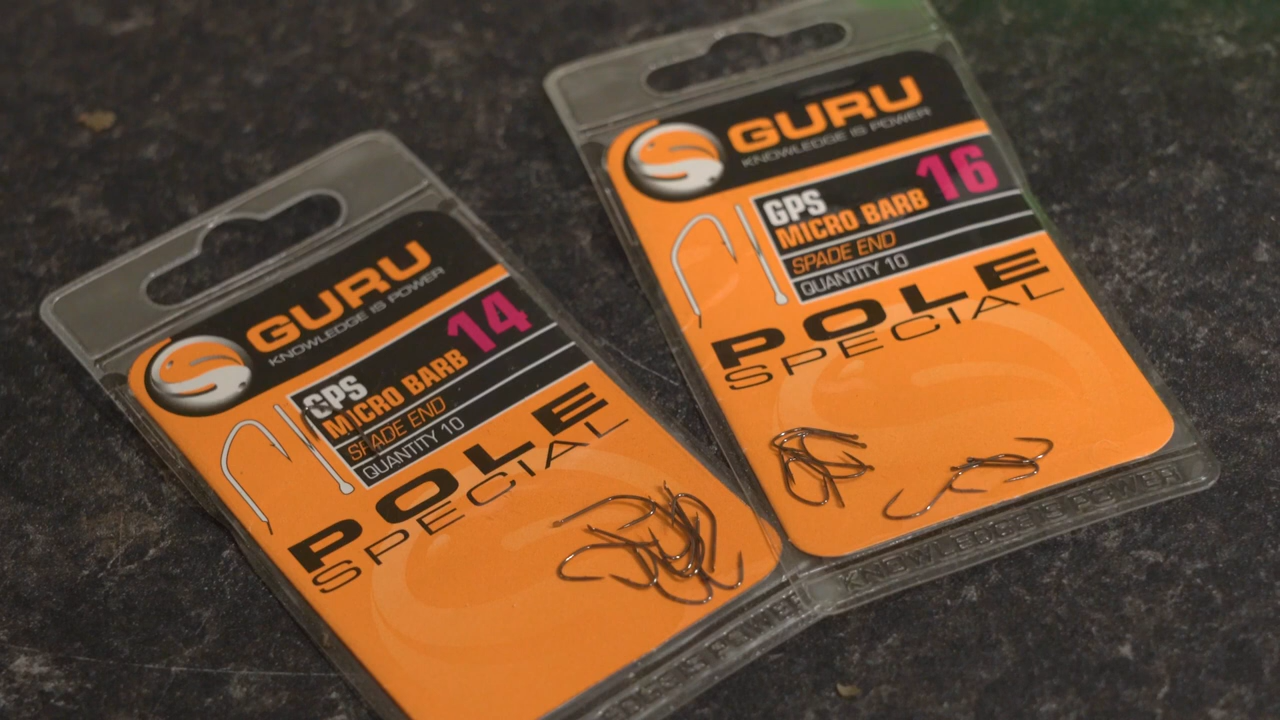 GURU
KNOWLEDGE IS POWER
14
GPS
MICRO BARB
SPADE END
QUANTITY 10
POLE
SPECIAL
GURU
KNOWLEDGE IS POWER
16
GPS
MICRO BARB
SPADE END
QUANTITY 10
POLE
SPECIAL
KNOWLEDGE IS POWER